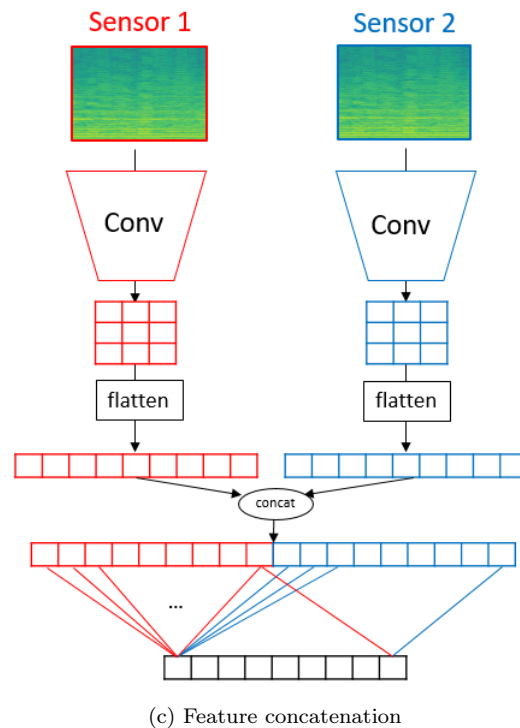 Sensor 1 Sensor 2
Conv Conv
flatten flatten
concat
...
(c) Feature concatenation